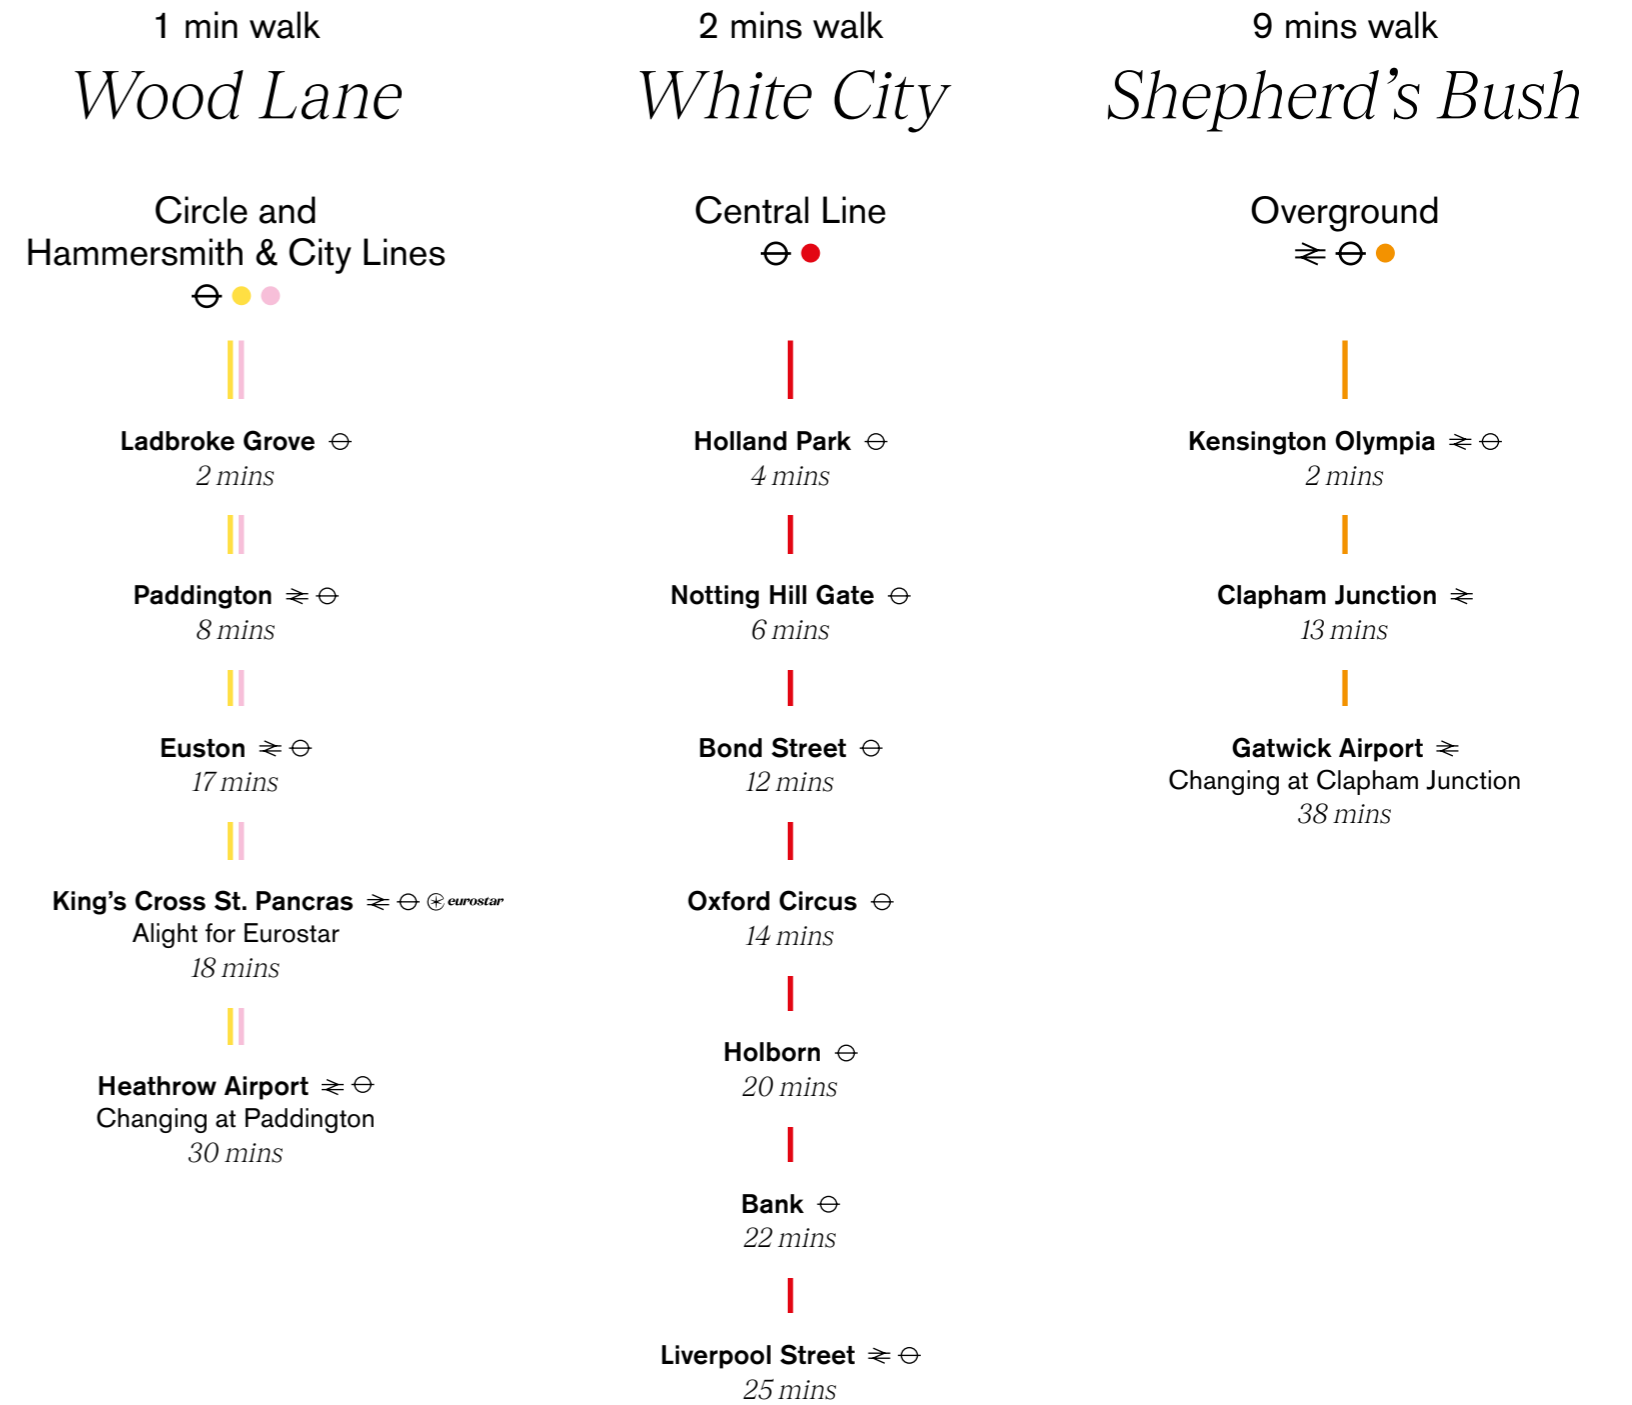 1 min walk
Wood Lane
Circle and
Hammersmith & City Lines
Ladbroke Grove
2 mins
Paddington
8 mins
Euston
17 mins
King’s Cross St. Pancras eurostar
Alight for Eurostar
18 mins
Heathrow Airport
Changing at Paddington
30 mins
2 mins walk
White City
Central Line
Holland Park
4 mins
Notting Hill Gate
6 mins
Bond Street
12 mins
Oxford Circus
14 mins
Holborn
20 mins
Bank
22 mins
Liverpool Street
25 mins
9 mins walk
Shepherd’s Bush
Overground
Kensington Olympia
2 mins
Clapham Junction
13 mins
Gatwick Airport
Changing at Clapham Junction
38 mins